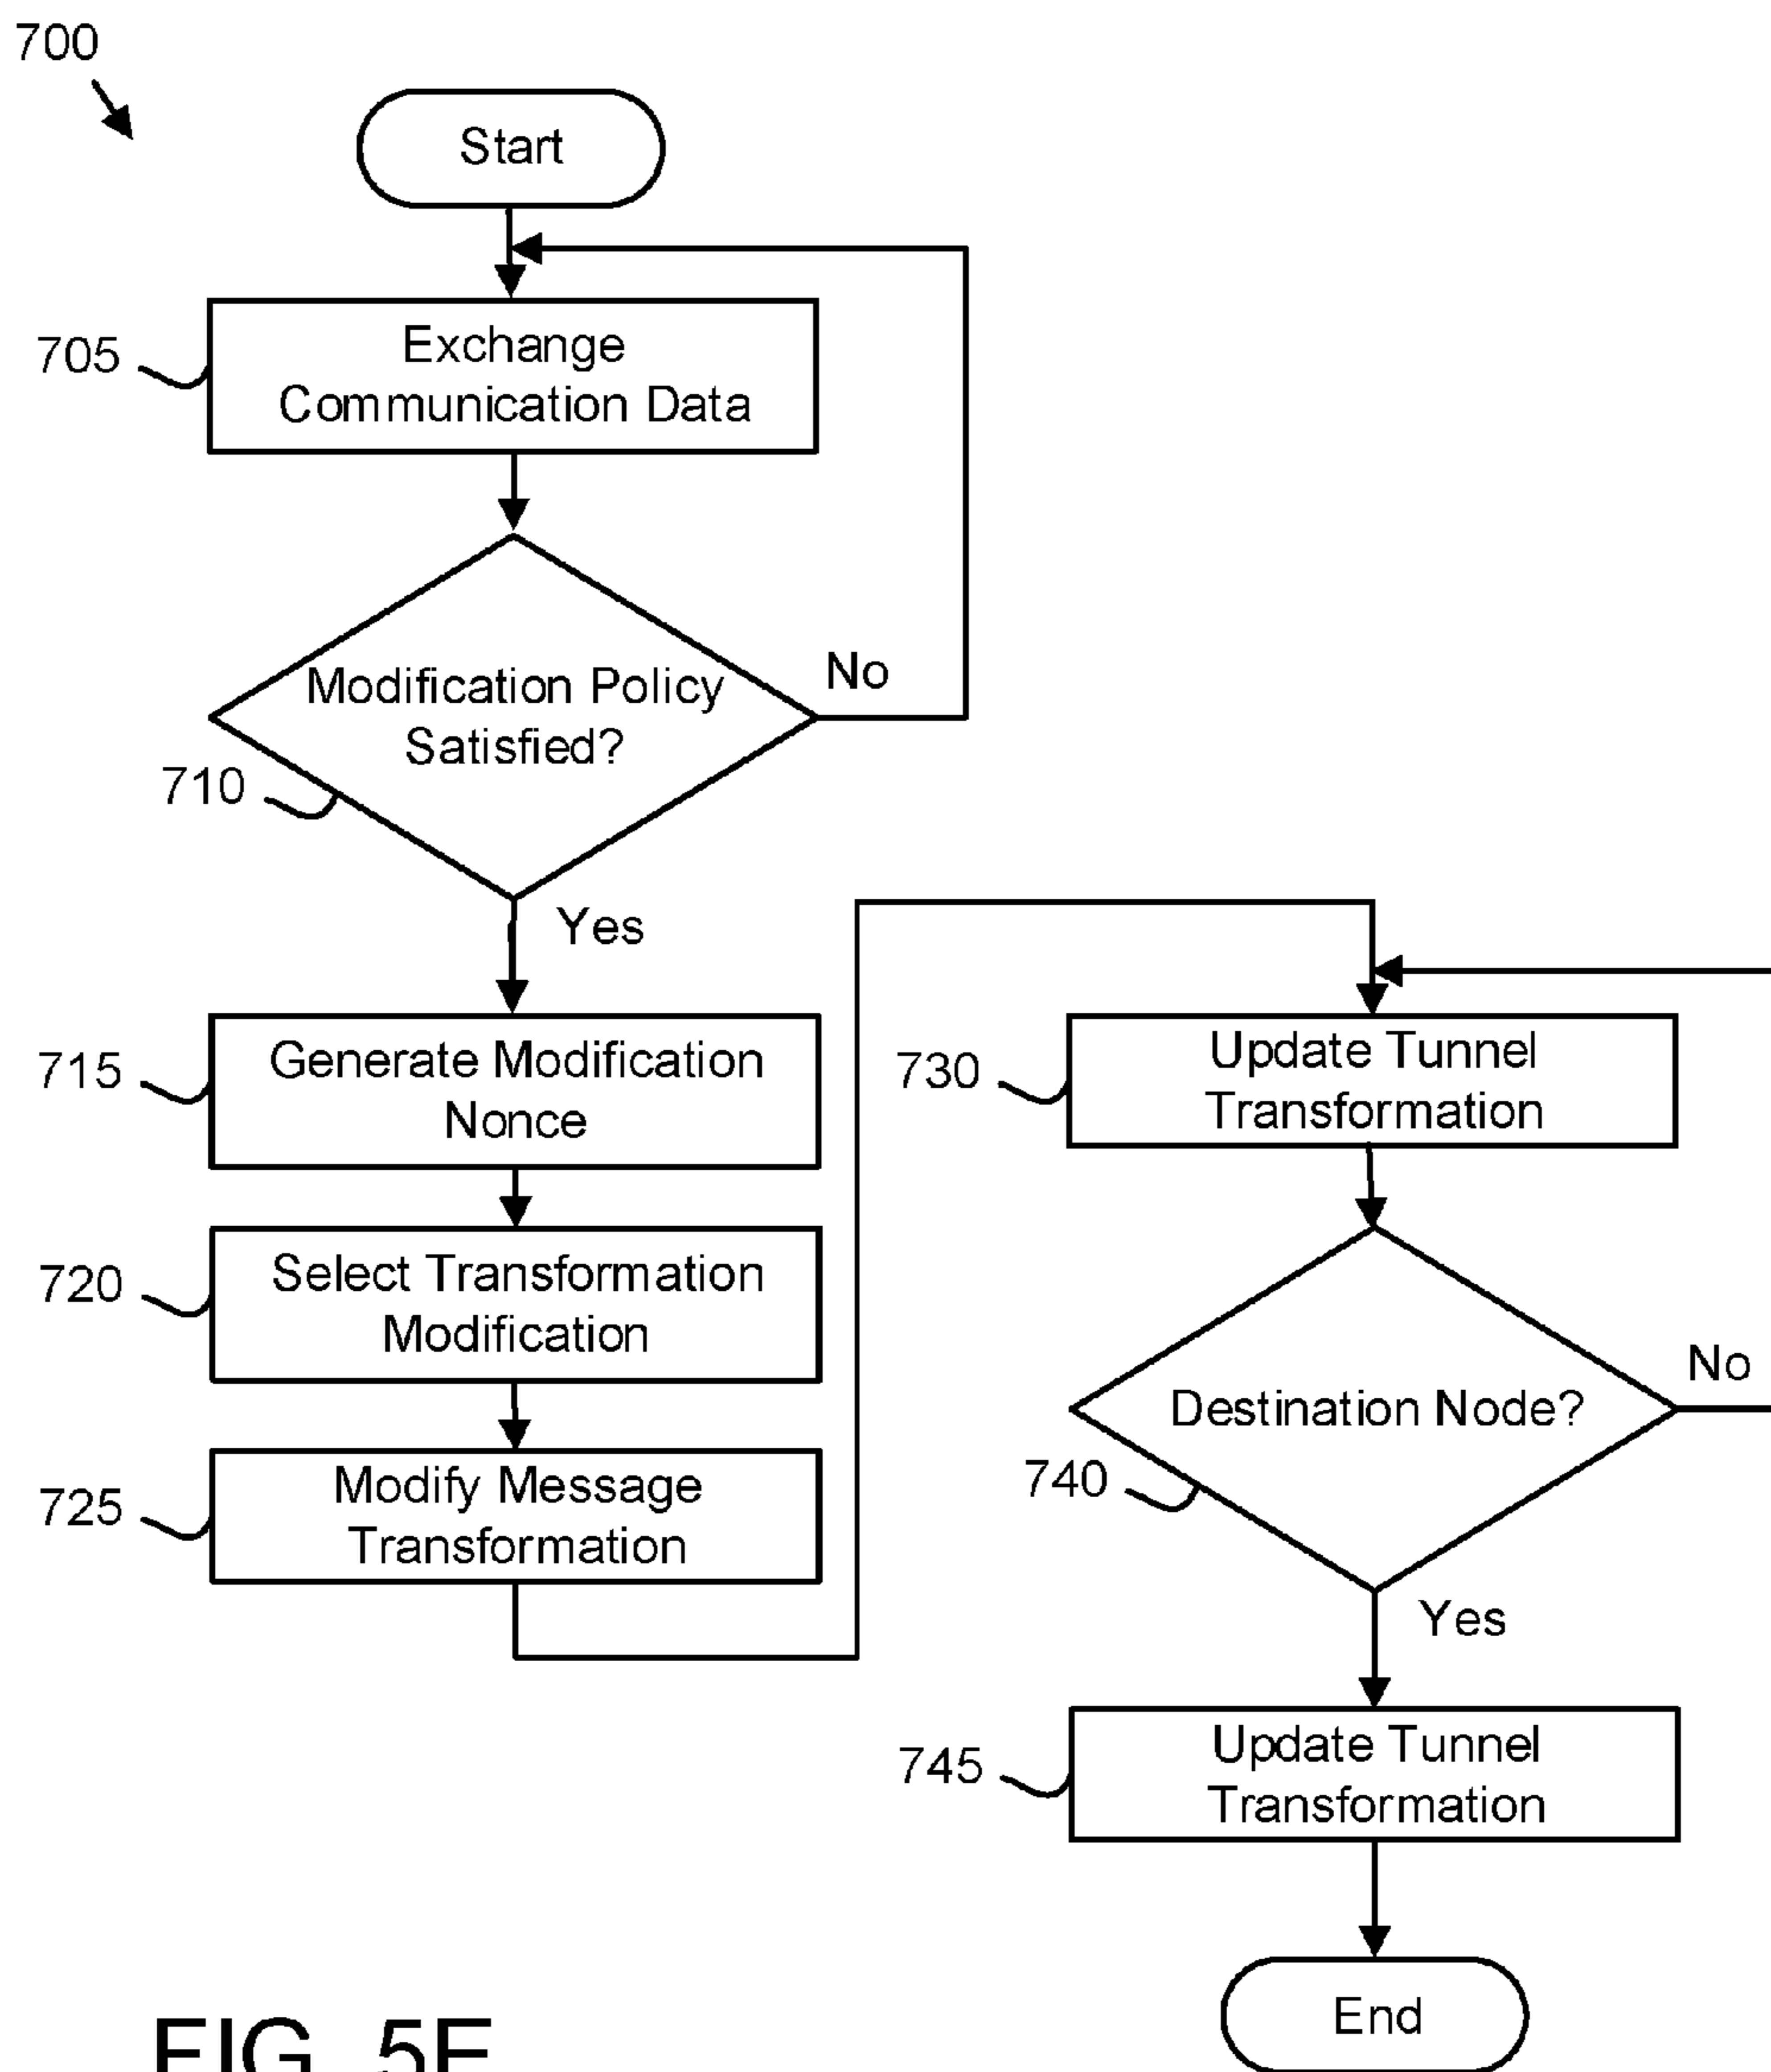 700
Start
705
Exchange
Communication Data
Modification Policy
Satisfied?
No
710
Yes
715
Generate Modification
Nonce
720
Select Transformation
Modification
725
Modify Message
Transformation
730
Update Tunnel
Transformation
Destination Node?
No
740
Yes
745
Update Tunnel
Transformation
End